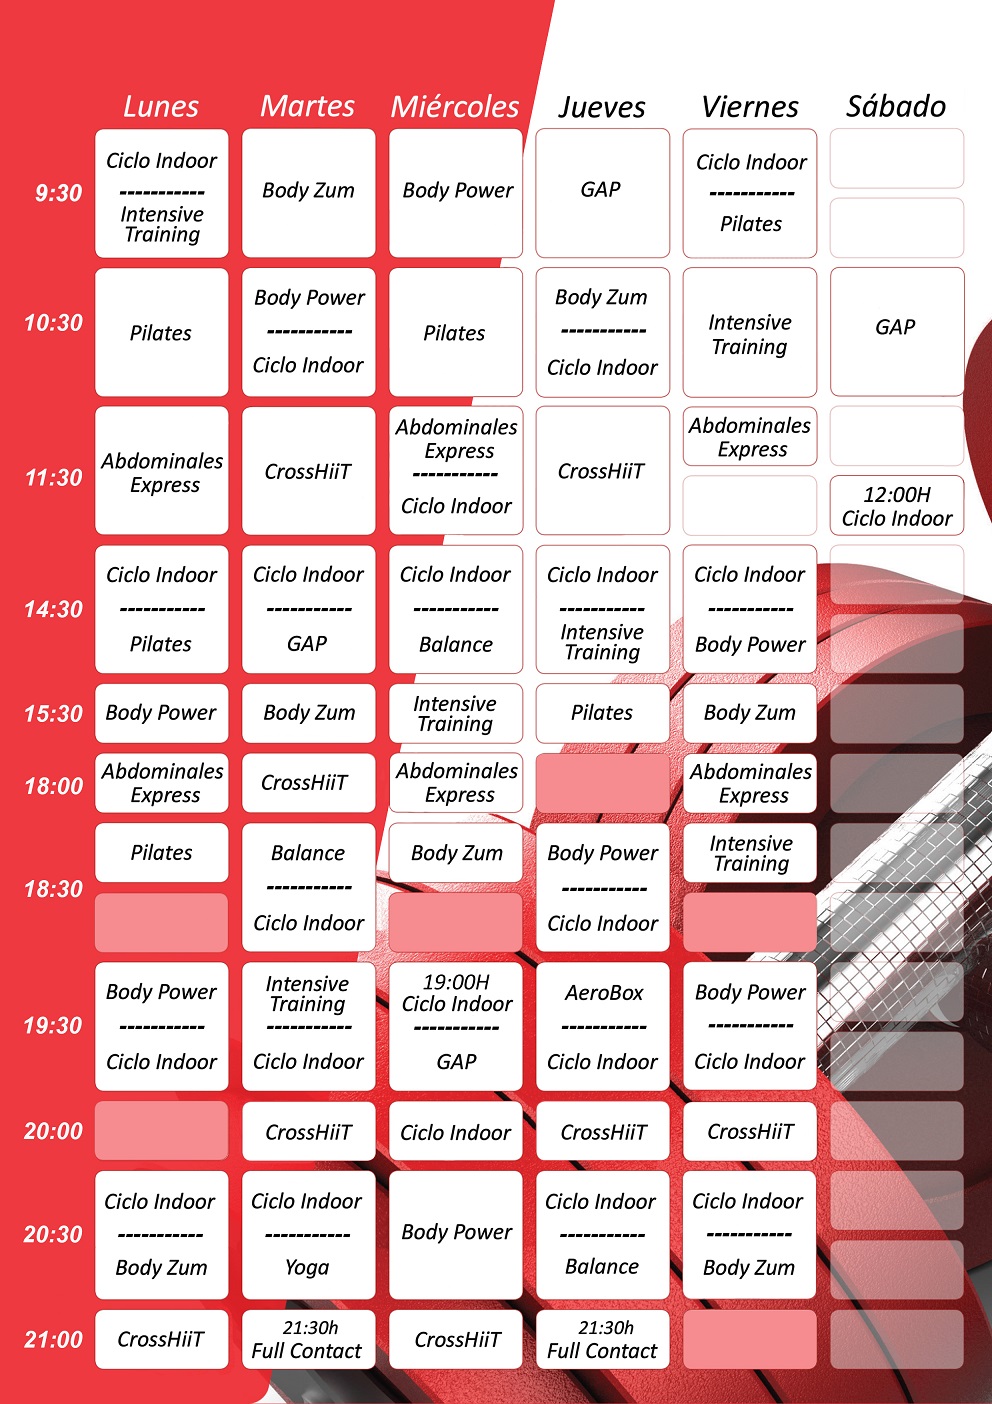 Lunes Martes Miércoles Jueves Viernes Sábado
9:30
Ciclo Indoor
-----------
Intensive
Training
Body Zum
Body Power
GAP
Ciclo Indoor
-----------
Pilates
10:30
Pilates
Body Power
-----------
Ciclo Indoor
Pilates
Body Zum
-----------
Ciclo Indoor
Intensive
Training
GAP
11:30
Abdominales
Express
CrossHiiT
Abdominales
Express
-----------
Ciclo Indoor
CrossHiiT
Abdominales
Express
12:00H
Ciclo Indoor
14:30
Ciclo Indoor
-----------
Pilates
Ciclo Indoor
-----------
GAP
Ciclo Indoor
-----------
Balance
Ciclo Indoor
-----------
Intensive
Training
Ciclo Indoor
-----------
Body Power
15:30
Body Power
Body Zum
Intensive
Training
Pilates
Body Zum
18:00
Abdominales
Express
CrossHiiT
Abdominales
Express
Abdominales
Express
18:30
Pilates
Balance
-----------
Ciclo Indoor
Body Zum
Body Power
-----------
Ciclo Indoor
Intensive
Training
19:30
Body Power
-----------
Ciclo Indoor
Intensive
Training
-----------
Ciclo Indoor
19:00H
Ciclo Indoor
-----------
GAP
AeroBox
-----------
Ciclo Indoor
Body Power
-----------
Ciclo Indoor
20:00
CrossHiiT
Ciclo Indoor
CrossHiiT
CrossHiiT
20:30
Ciclo Indoor
-----------
Body Zum
Ciclo Indoor
-----------
Yoga
Body Power
Ciclo Indoor
-----------
Balance
Ciclo Indoor
-----------
Body Zum
21:00
CrossHiiT
21:30h
Full Contact
CrossHiiT
21:30h
Full Contact